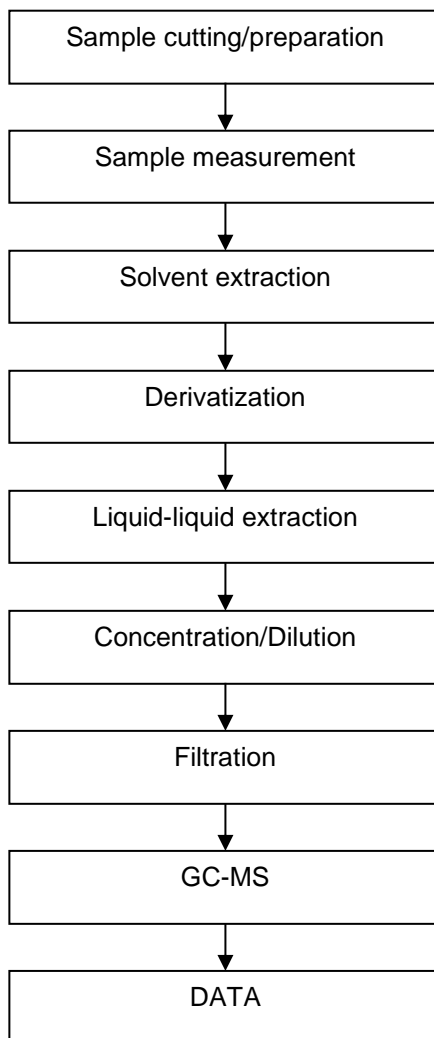 Sample cutting/preparation
Sample measurement
Solvent extraction
Derivatization
Liquid-liquid extraction
Concentration/Dilution
Filtration
GC-MS
DATA